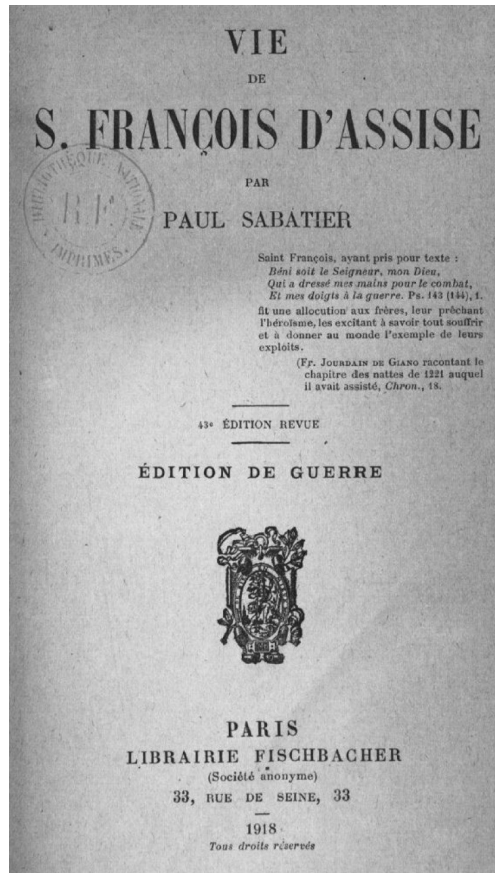 VIE
DE
S. FRANÇOIS D'ASSISE
BIBLIOTHÈQUE NATIONALE
R.F.
IMPRIMÉS.
PAR
PAUL SABATIER
Saint François, ayant pris pour texte :
Béni soit le Seigneur, mon Dieu,
Qui a dressé mes mains pour le combat,
Et mes doigts à la guerre. Ps. 143 (144), 1.
fit une allocution aux frères, leur prêchant
l'héroïsme, les excitant à savoir tout souffrir
et à donner au monde l'exemple de leurs
exploits.
(Fr. JOURDAIN DE GIANO racontant le
chapitre des nattes de 1221 auquel
il avait assisté, Chron., 18.
43e ÉDITION REVUE
ÉDITION DE GUERRE
PARIS
LIBRAIRIE FISCHBACHER
(Société anonyme)
33, RUE DE SEINE, 33
1918
Tous droits réservés